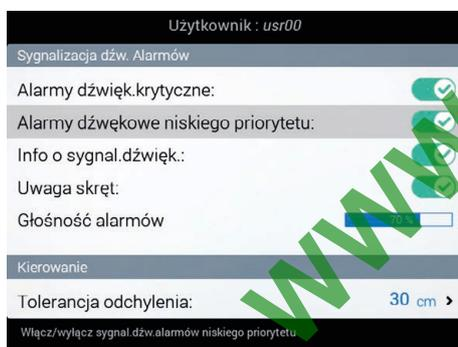 Użytkownik : usr00
Sygnalizacja dźw. Alarmów
Alarmy dźwięk.krytyczne:
Alarmy dźwękowe niskiego priorytetu:
Info o sygnal.dźwięk.:
Uwaga skręt:
Głośność alarmów 70 %
Kierowanie
Tolerancja odchylenia: 30 cm >
Włącz/wyłącz sygnal.dźw.alarmów niskiego priorytetu
www